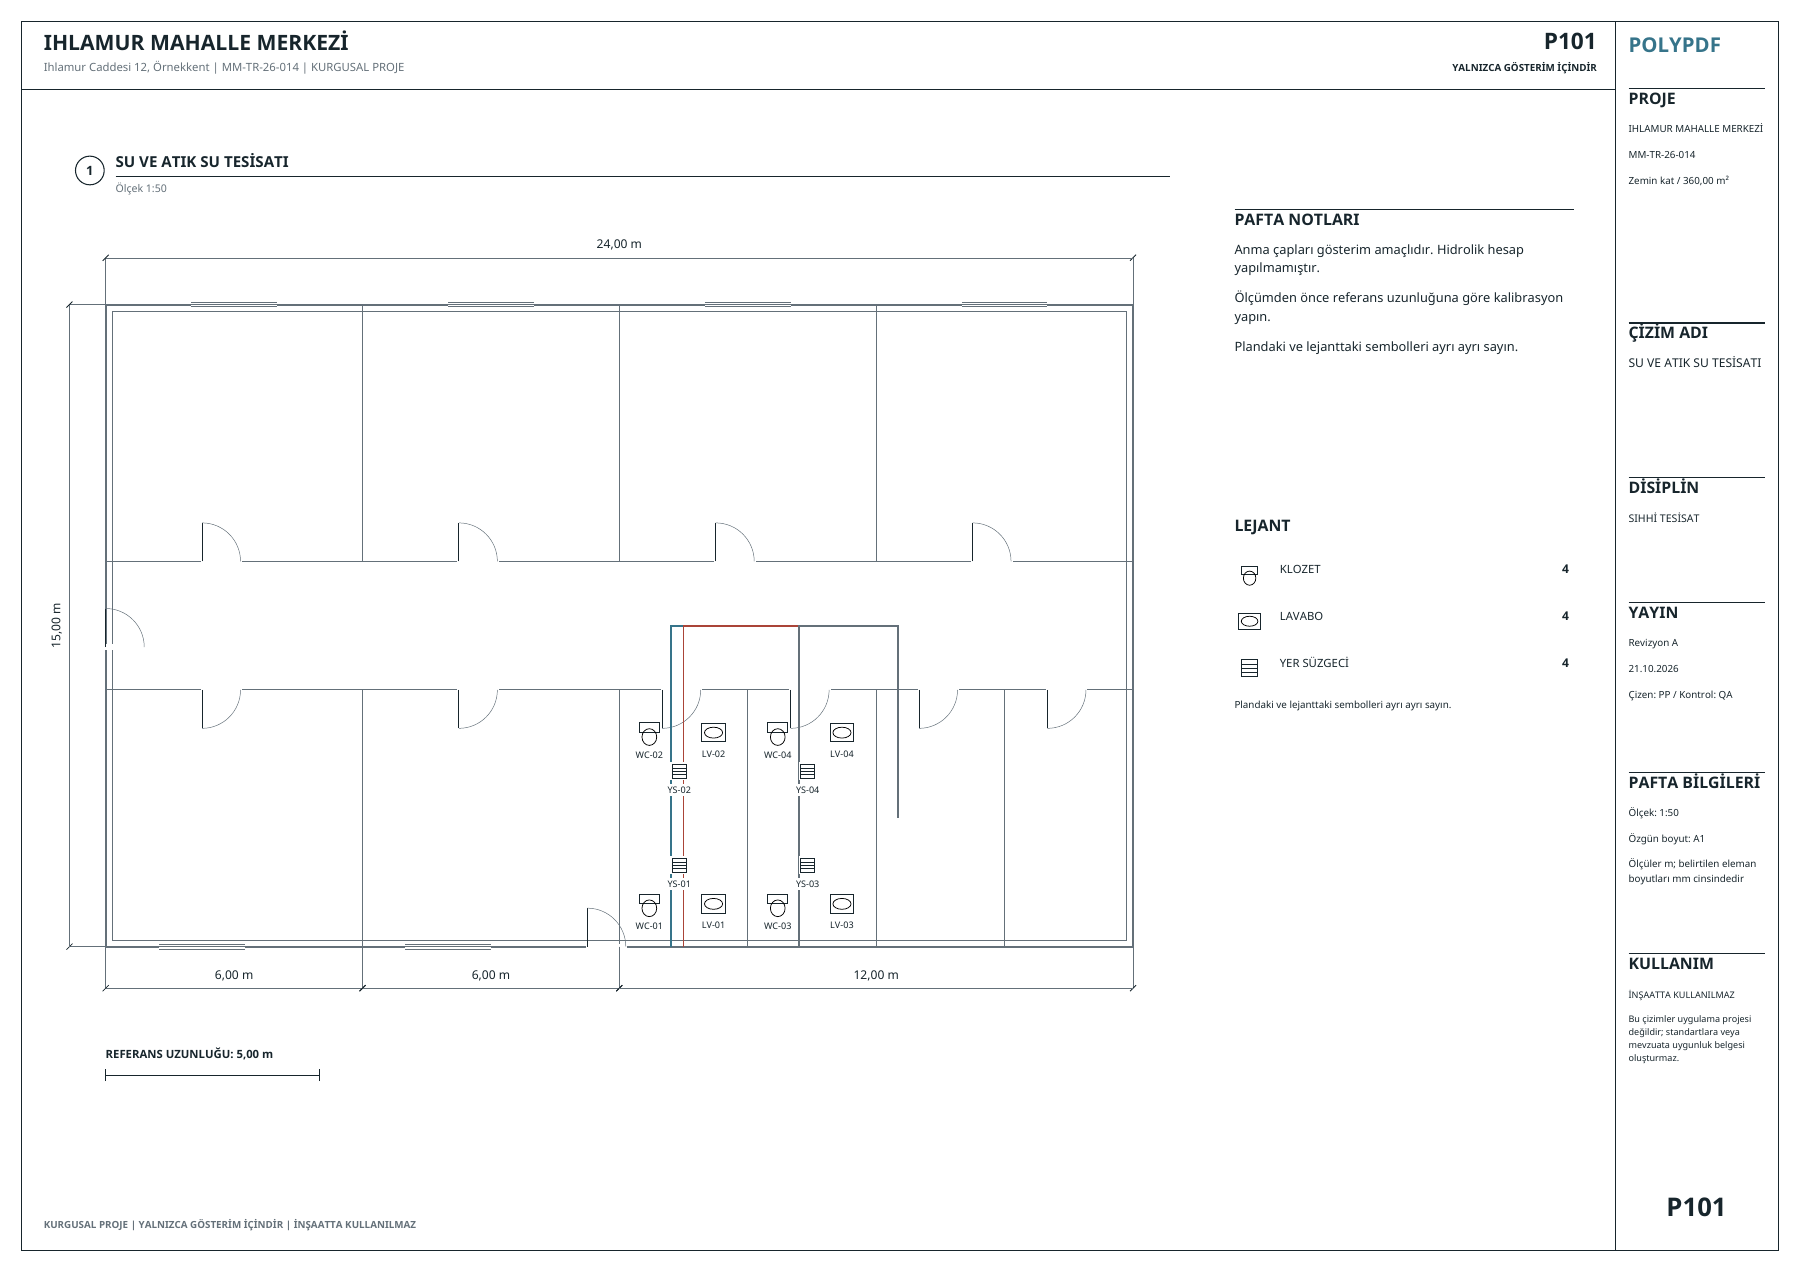 IHLAMUR MAHALLE MERKEZİ
Ihlamur Caddesi 12, Örnekkent | MM-TR-26-014 | KURGUSAL PROJE
P101
YALNIZCA GÖSTERİM İÇİNDİR
1
SU VE ATIK SU TESİSATI
Ölçek 1:50
24,00 m
15,00 m
WC-02
LV-02
WC-04
LV-04
YS-02
YS-04
YS-01
YS-03
WC-01
LV-01
WC-03
LV-03
6,00 m
6,00 m
12,00 m
REFERANS UZUNLUĞU: 5,00 m
PAFTA NOTLARI
Anma çapları gösterim amaçlıdır. Hidrolik hesap
yapılmamıştır.
Ölçümden önce referans uzunluğuna göre kalibrasyon
yapın.
Plandaki ve lejanttaki sembolleri ayrı ayrı sayın.
LEJANT
KLOZET 4
LAVABO 4
YER SÜZGECİ 4
Plandaki ve lejanttaki sembolleri ayrı ayrı sayın.
POLYPDF
PROJE
IHLAMUR MAHALLE MERKEZİ
MM-TR-26-014
Zemin kat / 360,00 m²
ÇİZİM ADI
SU VE ATIK SU TESİSATI
DİSİPLİN
SIHHİ TESİSAT
YAYIN
Revizyon A
21.10.2026
Çizen: PP / Kontrol: QA
PAFTA BİLGİLERİ
Ölçek: 1:50
Özgün boyut: A1
Ölçüler m; belirtilen eleman
boyutları mm cinsindedir
KULLANIM
İNŞAATTA KULLANILMAZ
Bu çizimler uygulama projesi
değildir; standartlara veya
mevzuata uygunluk belgesi
oluşturmaz.
P101
KURGUSAL PROJE | YALNIZCA GÖSTERİM İÇİNDİR | İNŞAATTA KULLANILMAZ